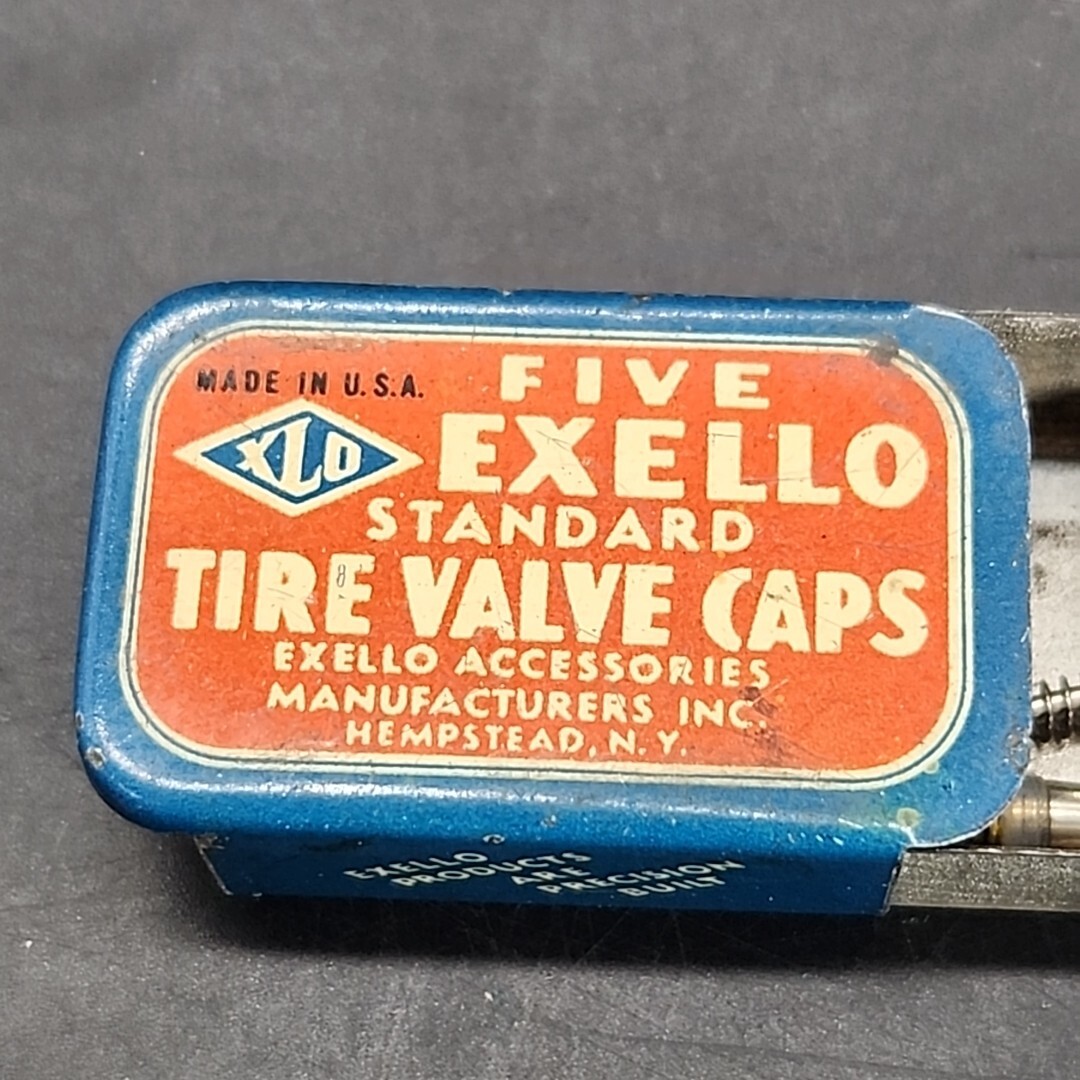 MADE IN U.S.A.
FIVE
XLO
EXELLO
STANDARD
TIRE VALVE CAPS
EXELLO ACCESSORIES
MANUFACTURERS INC.
HEMPSTEAD, N.Y.
EXELLO
PRODUCTS
ARE
PRECISION
BUILT